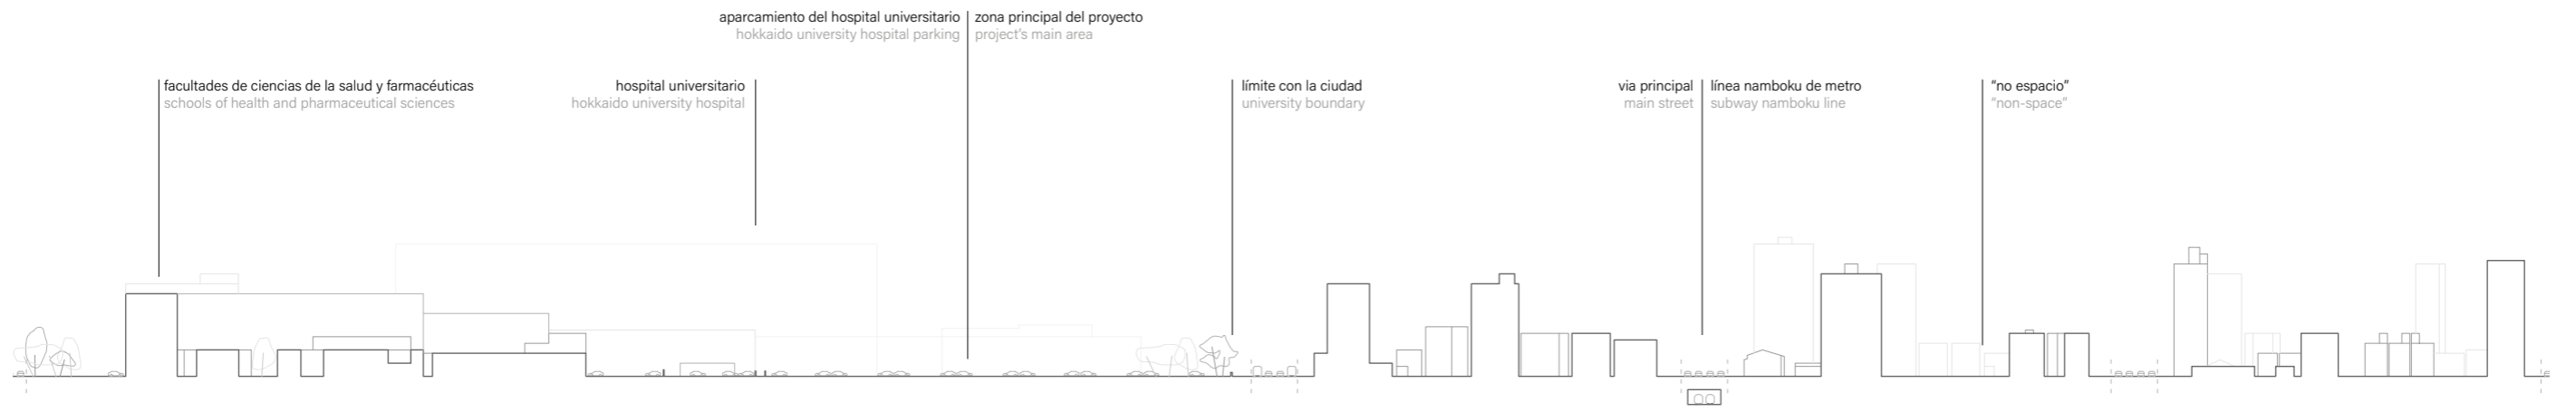 aparcamiento del hospital universitario
hokkaido university hospital parking
zona principal del proyecto
project's main area
facultades de ciencias de la salud y farmacéuticas
schools of health and pharmaceutical sciences
hospital universitario
hokkaido university hospital
límite con la ciudad
university boundary
via principal
main street
línea namboku de metro
subway namboku line
“no espacio”
“non-space”